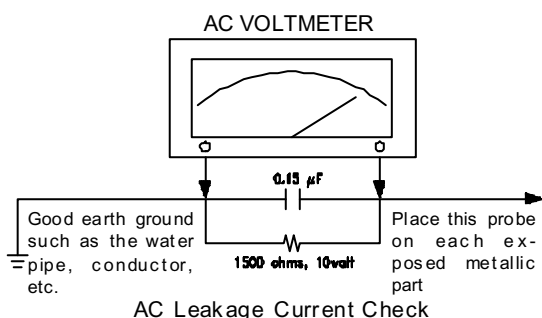 AC VOLTMETER
0.15 µF
Good earth ground
such as the water
pipe, conductor,
etc.
1500 ohms, 10watt
Place this probe
on each ex-
posed metallic
part
AC Leakage Current Check